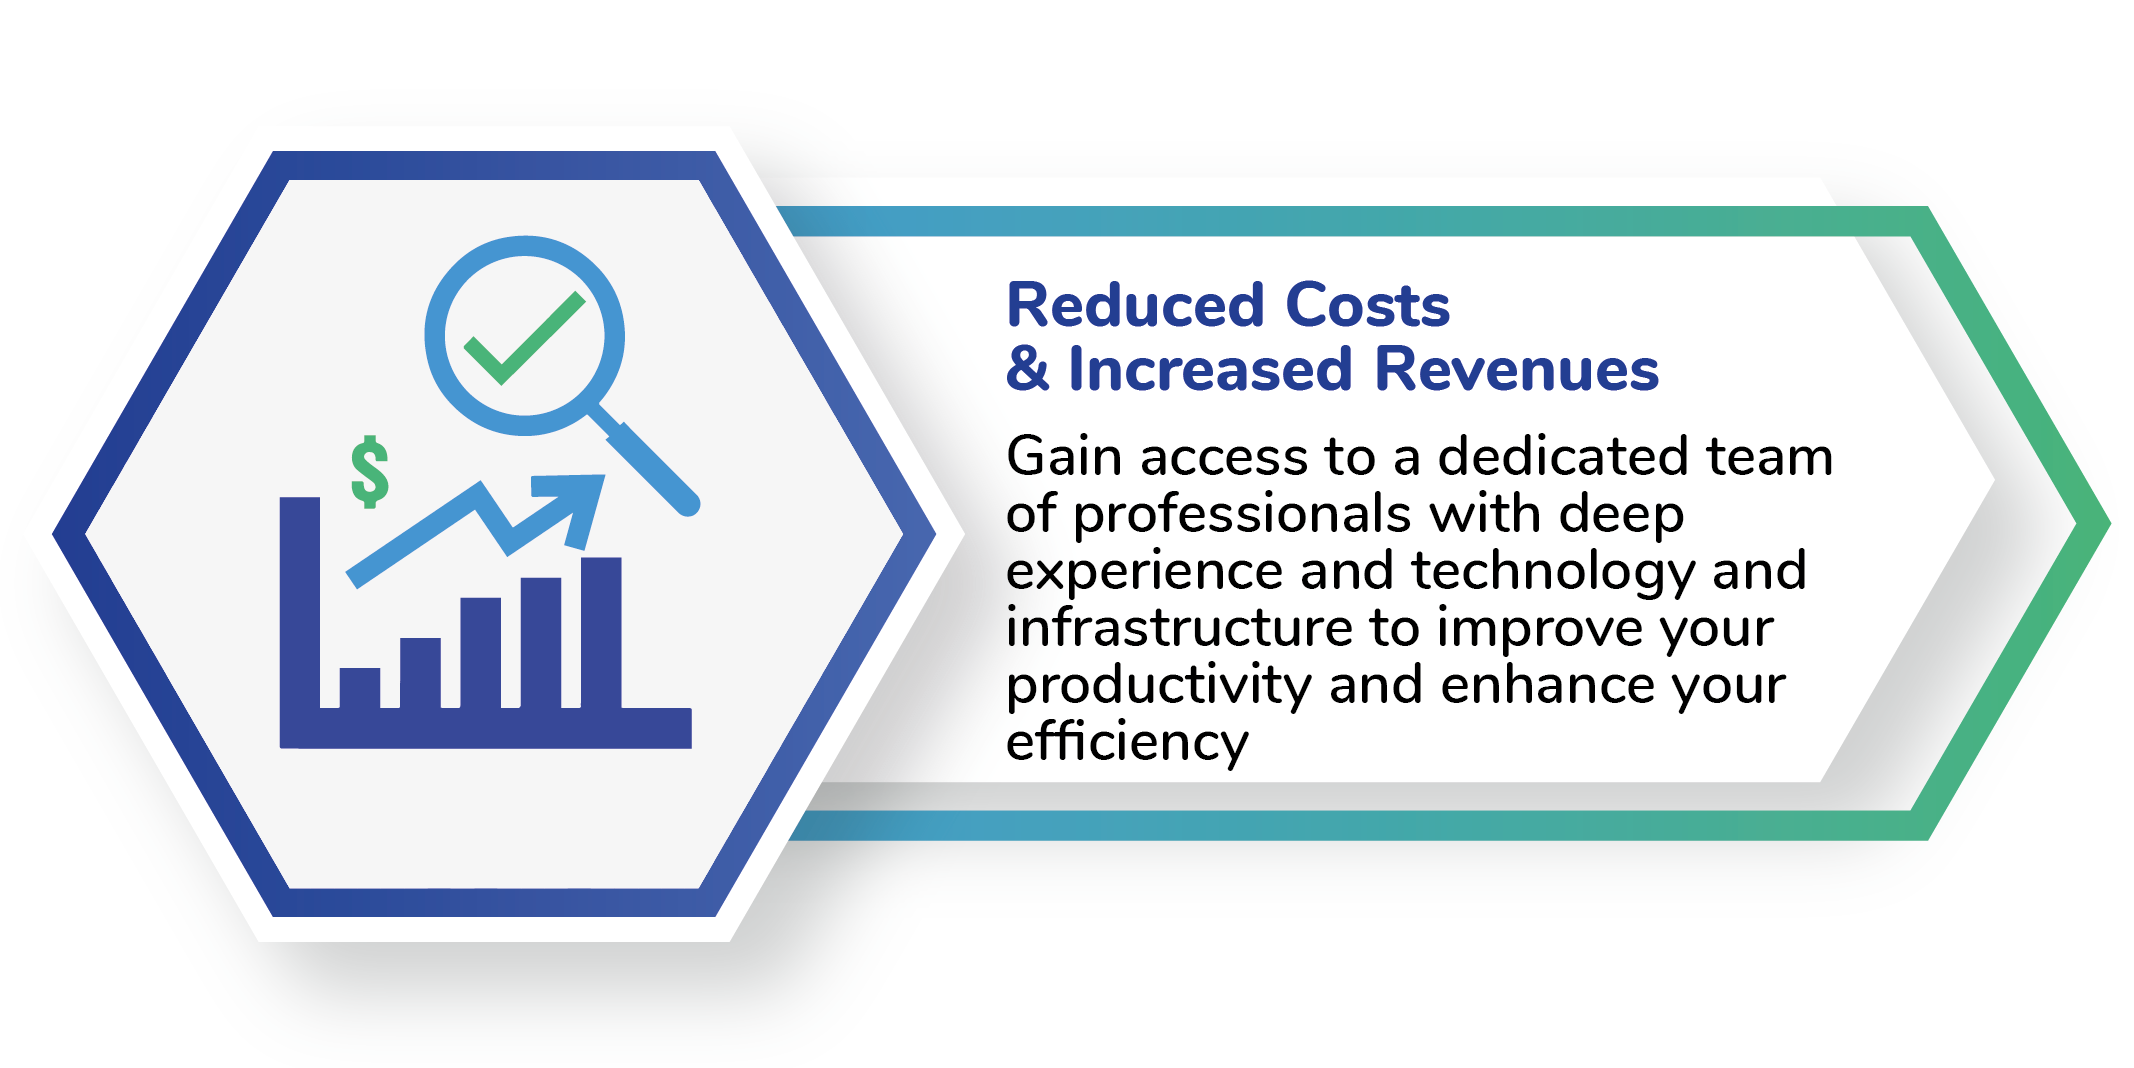 $
Reduced Costs
& Increased Revenues
Gain access to a dedicated team
of professionals with deep
experience and technology and
infrastructure to improve your
productivity and enhance your
efficiency